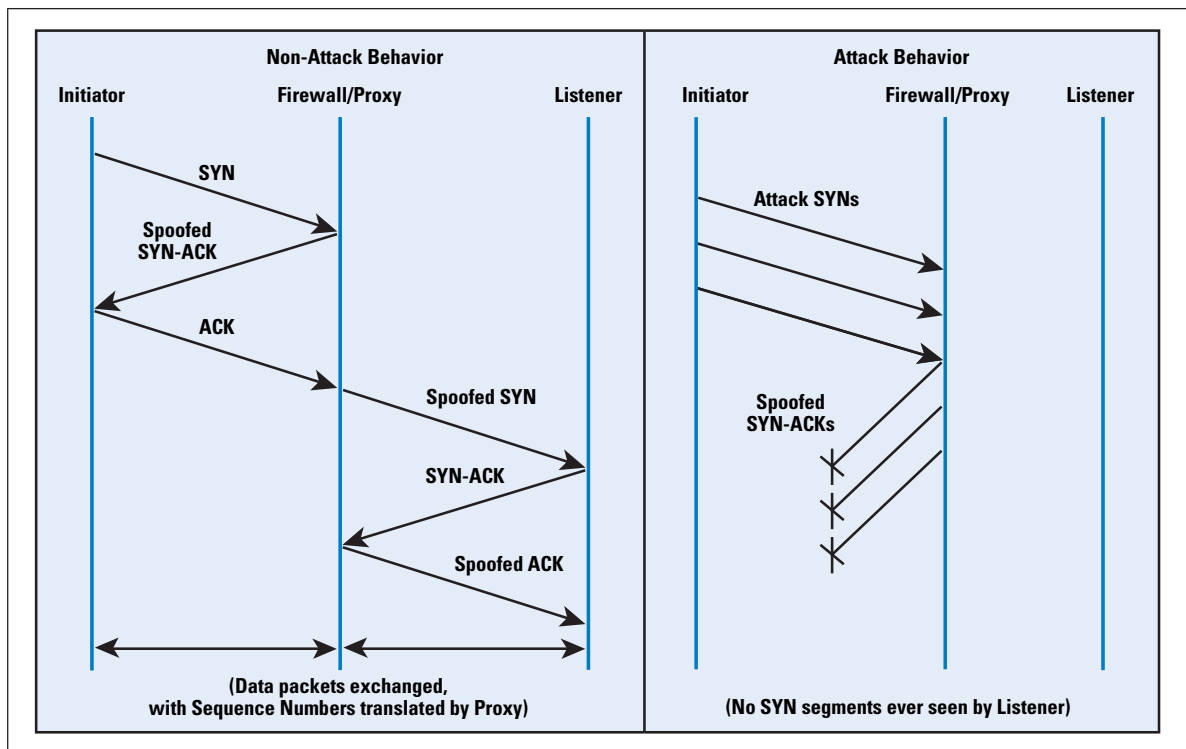 Non-Attack Behavior
Initiator
Firewall/Proxy
Listener
SYN
Spoofed
SYN-ACK
ACK
Spoofed SYN
SYN-ACK
Spoofed ACK
(Data packets exchanged,
with Sequence Numbers translated by Proxy)
Attack Behavior
Initiator
Firewall/Proxy
Listener
Attack SYNs
Spoofed
SYN-ACKs
(No SYN segments ever seen by Listener)